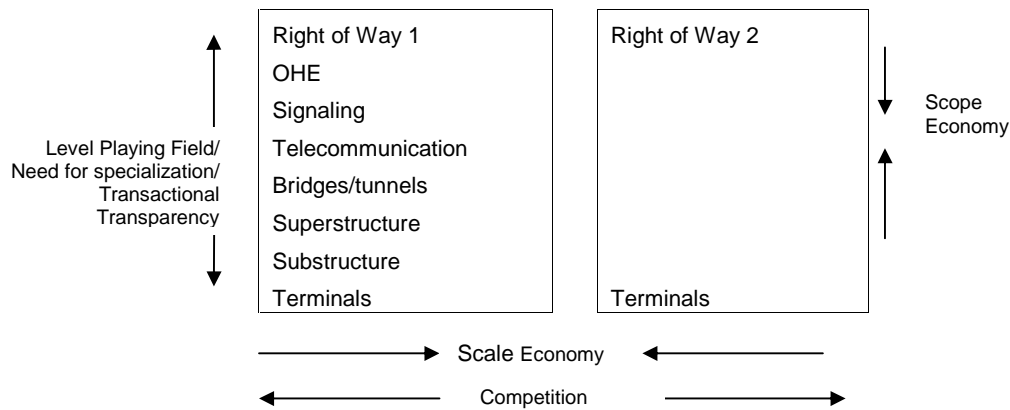 Right of Way 1
OHE
Signaling
Telecommunication
Bridges/tunnels
Superstructure
Substructure
Terminals
Right of Way 2
Terminals
Level Playing Field/
Need for specialization/
Transactional
Transparency
Scope
Economy
Scale Economy
Competition